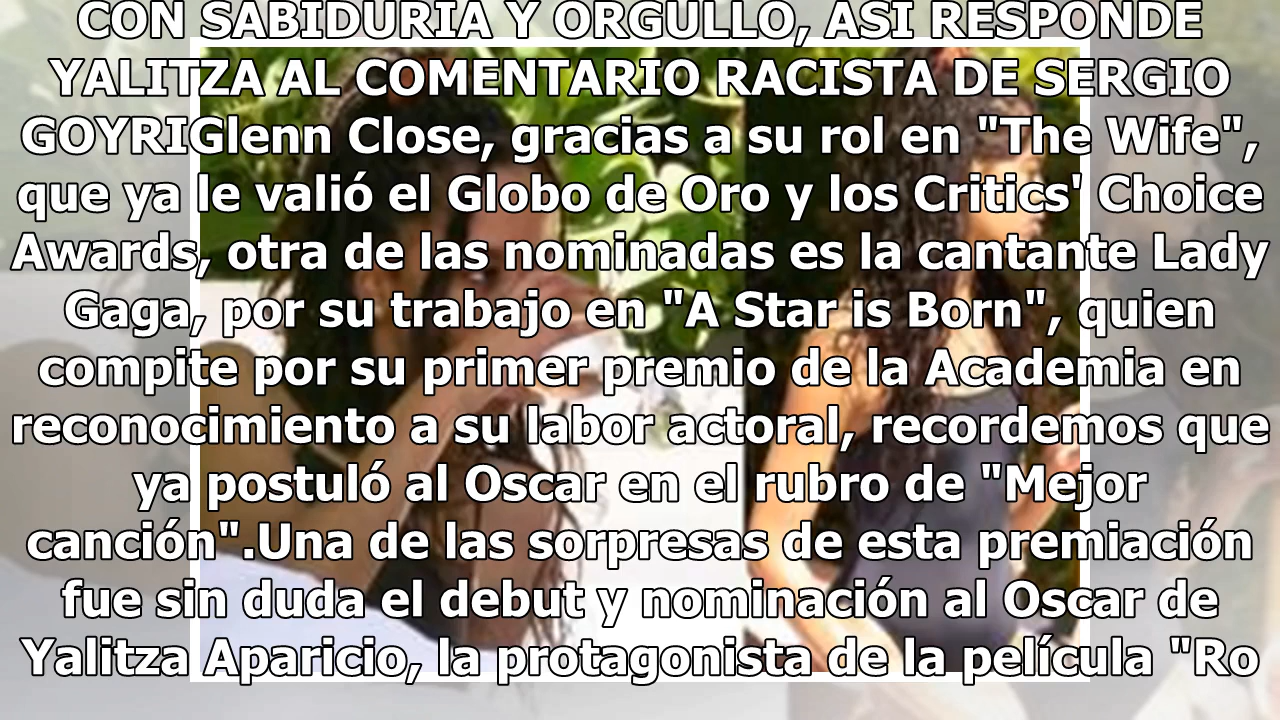 CON SABIDURÍA Y ORGULLO, ASÍ RESPONDE
YALITZA AL COMENTARIO RACISTA DE SERGIO
GOYRIGlenn Close, gracias a su rol en "The Wife",
que ya le valió el Globo de Oro y los Critics' Choice
Awards, otra de las nominadas es la cantante Lady
Gaga, por su trabajo en "A Star is Born", quien
compite por su primer premio de la Academia en
reconocimiento a su labor actoral, recordemos que
ya postuló al Oscar en el rubro de "Mejor
canción".Una de las sorpresas de esta premiación
fue sin duda el debut y nominación al Oscar de
Yalitza Aparicio, la protagonista de la película "Ro